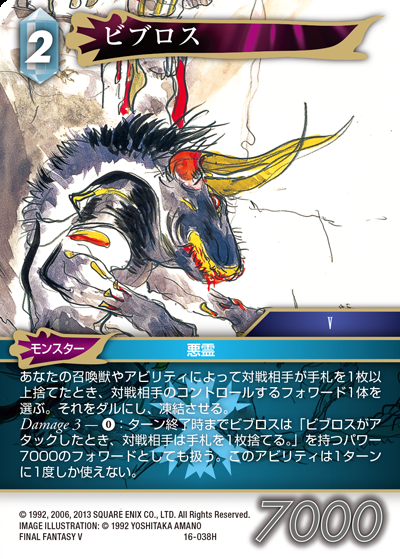 2
ビブロス
V
モンスター
悪霊
あなたの召喚獣やアビリティによって対戦相手が手札を1枚以
上捨てたとき、対戦相手のコントロールするフォワード1体を
選ぶ。それをダルにし、凍結させる。
Damage 3 — 0：ターン終了時までビブロスは「ビブロスがア
タックしたとき、対戦相手は手札を1枚捨てる。」を持つパワー
7000のフォワードとしても扱う。このアビリティは1ターン
に1度しか使えない。
© 1992, 2006, 2013 SQUARE ENIX CO., LTD. All Rights Reserved.
IMAGE ILLUSTRATION: © 1992 YOSHITAKA AMANO
FINAL FANTASY V
16-038H
7000